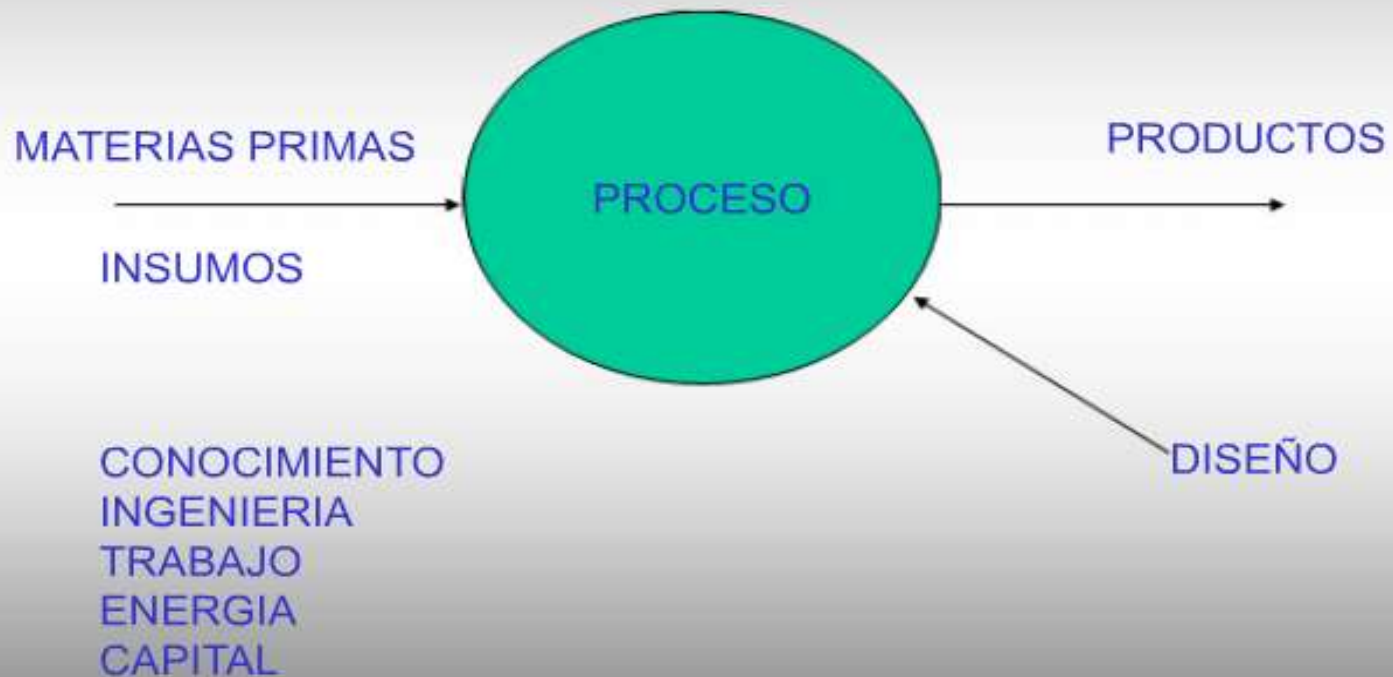 MATERIAS PRIMAS
INSUMOS
PROCESO
PRODUCTOS
DISEÑO
CONOCIMIENTO
INGENIERIA
TRABAJO
ENERGIA
CAPITAL